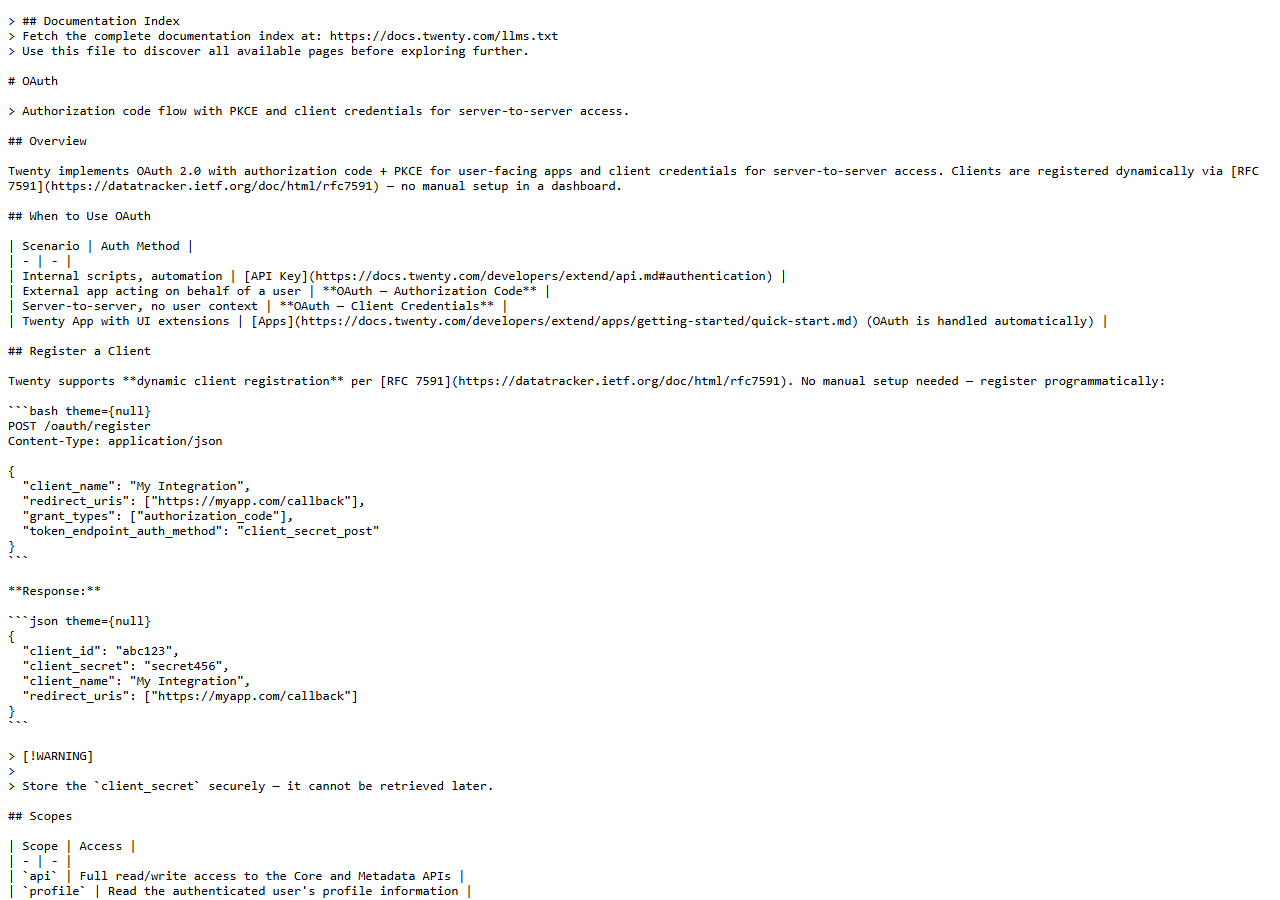 > ## Documentation Index
> Fetch the complete documentation index at: https://docs.twenty.com/llms.txt
> Use this file to discover all available pages before exploring further.

# OAuth

> Authorization code flow with PKCE and client credentials for server-to-server access.

## Overview

Twenty implements OAuth 2.0 with authorization code + PKCE for user-facing apps and client credentials for server-to-server access. Clients are registered dynamically via [RFC
7591](https://datatracker.ietf.org/doc/html/rfc7591) — no manual setup in a dashboard.

## When to Use OAuth

| Scenario | Auth Method |
| - | - |
| Internal scripts, automation | [API Key](https://docs.twenty.com/developers/extend/api.md#authentication) |
| External app acting on behalf of a user | **OAuth — Authorization Code** |
| Server-to-server, no user context | **OAuth — Client Credentials** |
| Twenty App with UI extensions | [Apps](https://docs.twenty.com/developers/extend/apps/getting-started/quick-start.md) (OAuth is handled automatically) |

## Register a Client

Twenty supports **dynamic client registration** per [RFC 7591](https://datatracker.ietf.org/doc/html/rfc7591). No manual setup needed — register programmatically:

```bash theme={null}
POST /oauth/register
Content-Type: application/json

{
  "client_name": "My Integration",
  "redirect_uris": ["https://myapp.com/callback"],
  "grant_types": ["authorization_code"],
  "token_endpoint_auth_method": "client_secret_post"
}
```

**Response:**

```json theme={null}
{
  "client_id": "abc123",
  "client_secret": "secret456",
  "client_name": "My Integration",
  "redirect_uris": ["https://myapp.com/callback"]
}
```

> [!WARNING]
>
> Store the `client_secret` securely — it cannot be retrieved later.

## Scopes

| Scope | Access |
| - | - |
| `api` | Full read/write access to the Core and Metadata APIs |
| `profile` | Read the authenticated user's profile information |